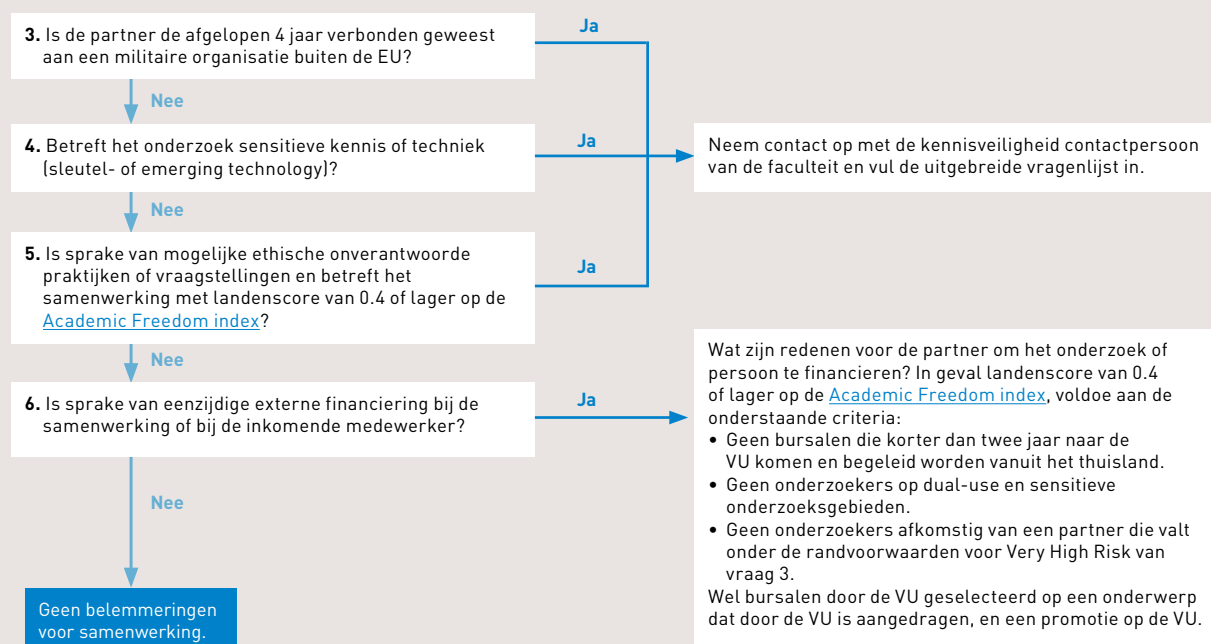 3. Is de partner de afgelopen 4 jaar verbonden geweest
aan een militaire organisatie buiten de EU?
Ja
Nee
4. Betreft het onderzoek sensitieve kennis of techniek
(sleutel- of emerging technology)?
Ja
Neem contact op met de kennisveiligheid contactpersoon
van de faculteit en vul de uitgebreide vragenlijst in.
Nee
5. Is sprake van mogelijke ethische onverantwoorde
praktijken of vraagstellingen en betreft het
samenwerking met landenscore van 0.4 of lager op de
Academic Freedom index?
Ja
Nee
6. Is sprake van eenzijdige externe financiering bij de
samenwerking of bij de inkomende medewerker?
Ja
Wat zijn redenen voor de partner om het onderzoek of
persoon te financieren? In geval landenscore van 0.4
of lager op de Academic Freedom index, voldoe aan de
onderstaande criteria:
• Geen bursalen die korter dan twee jaar naar de
VU komen en begeleid worden vanuit het thuisland.
• Geen onderzoekers op dual-use en sensitieve
onderzoeksgebieden.
• Geen onderzoekers afkomstig van een partner die valt
onder de randvoorwaarden voor Very High Risk van
vraag 3.
Wel bursalen door de VU geselecteerd op een onderwerp
dat door de VU is aangedragen, en een promotie op de VU.
Nee
Geen belemmeringen
voor samenwerking.